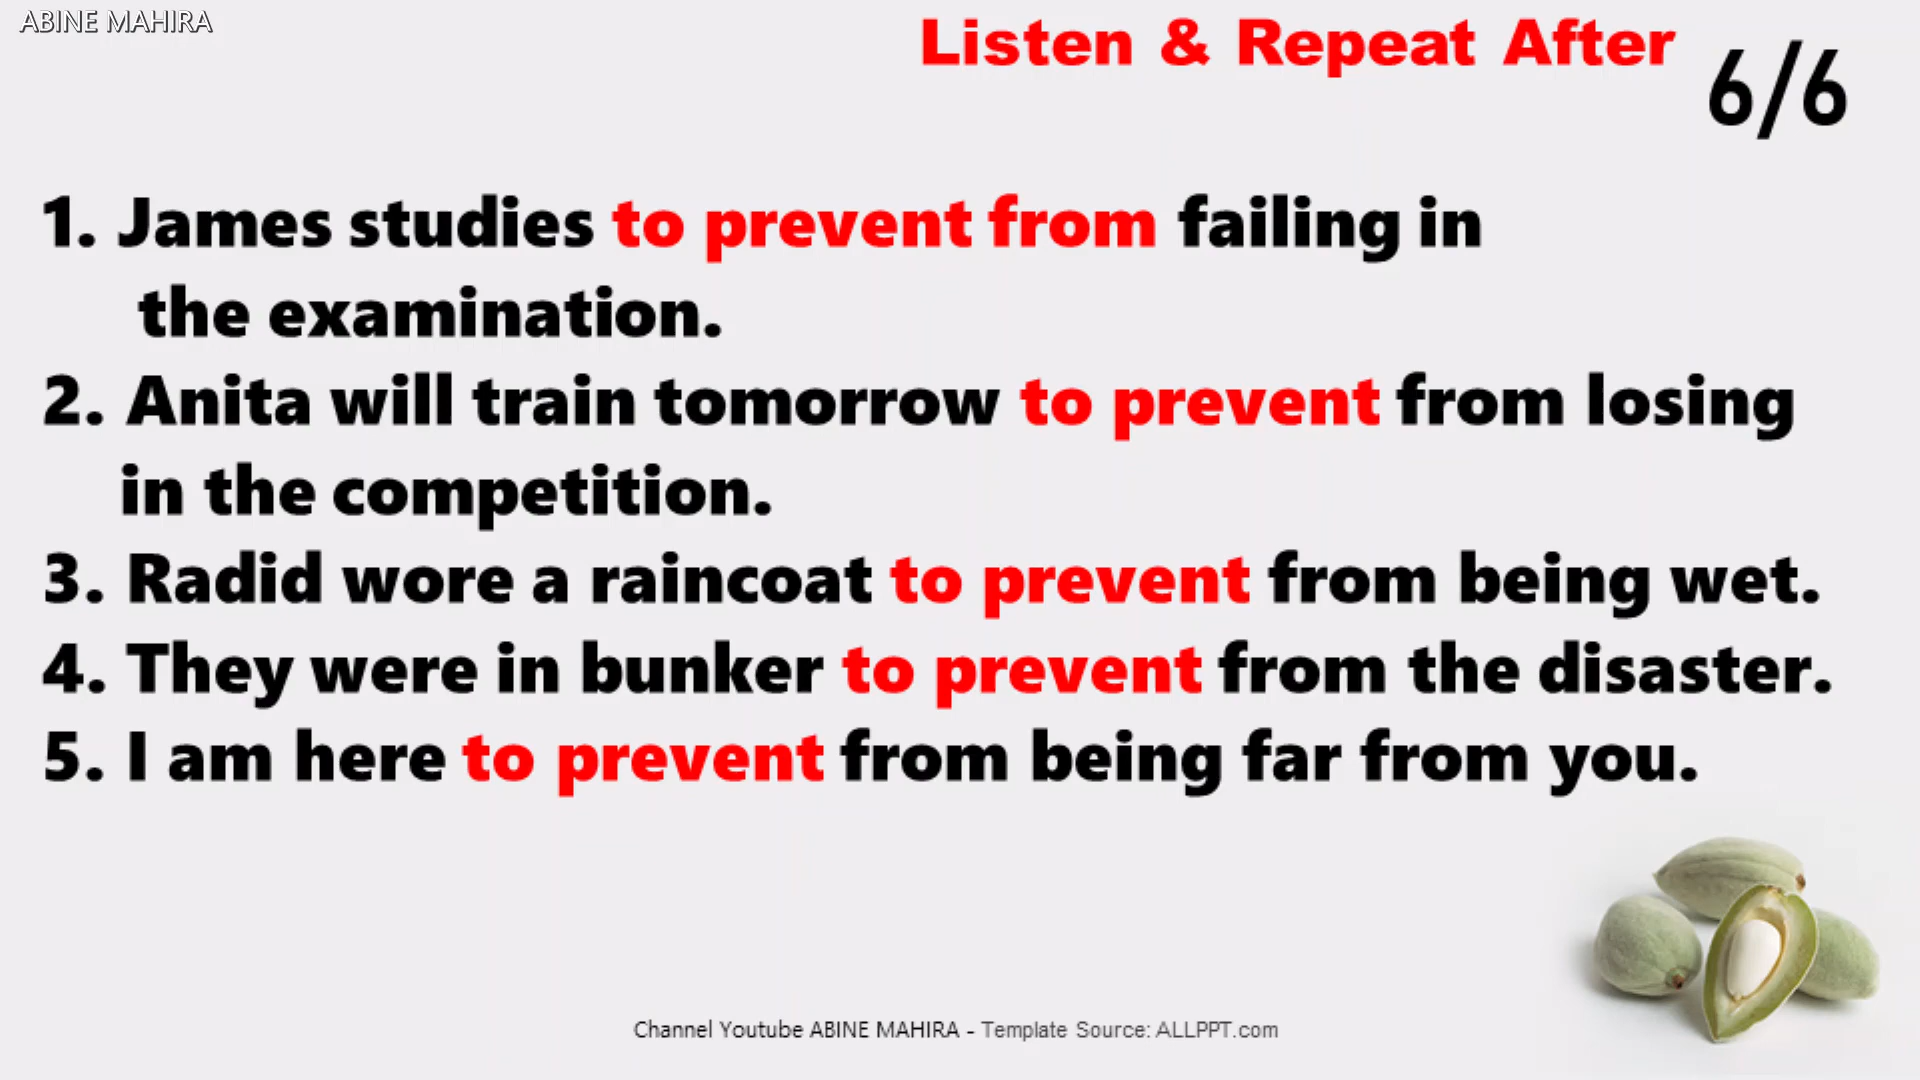 ABINE MAHIRA
Listen & Repeat After
6/6
1. James studies to prevent from failing in
the examination.
2. Anita will train tomorrow to prevent from losing
in the competition.
3. Radid wore a raincoat to prevent from being wet.
4. They were in bunker to prevent from the disaster.
5. I am here to prevent from being far from you.
Channel Youtube ABINE MAHIRA - Template Source: ALLPPT.com